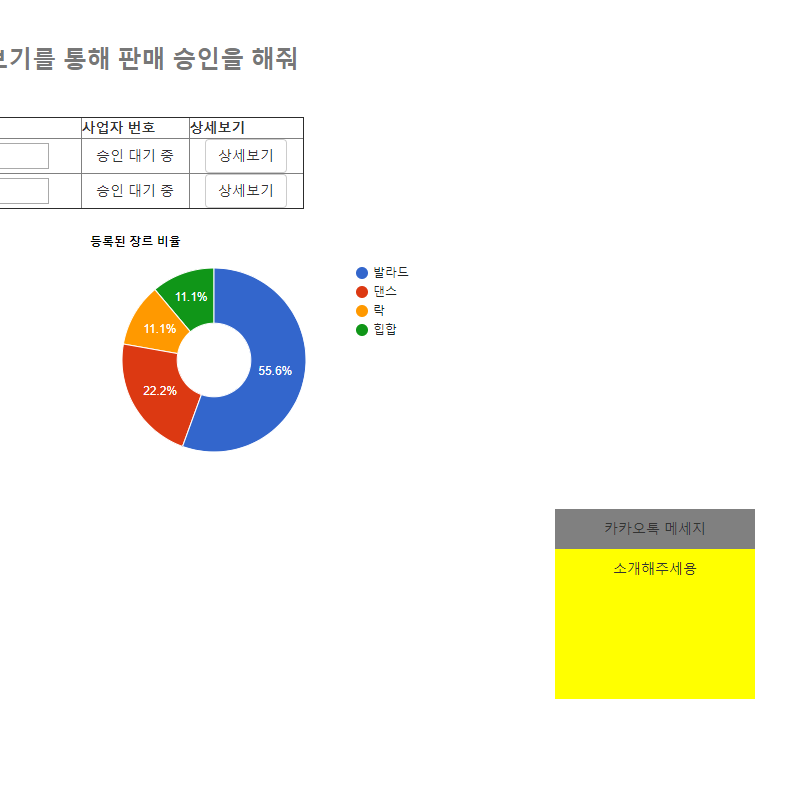 보기를 통해 판매 승인을 해줘
사업자 번호 상세보기
승인 대기 중 상세보기
승인 대기 중 상세보기
등록된 장르 비율
발라드
댄스
락
힙합
11.1%
11.1%
55.6%
22.2%
카카오톡 메세지
소개해주세용